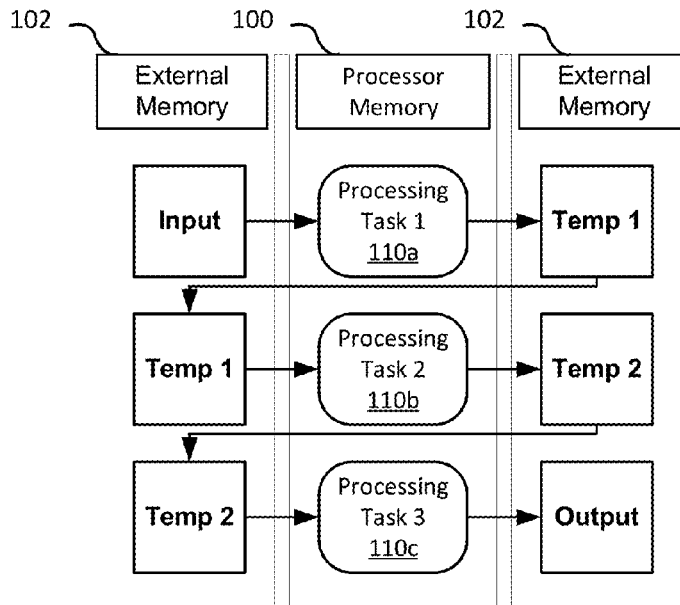 102 100 102
External Memory Processor Memory External Memory
Input Processing Task 1 110a Temp 1
Temp 1 Processing Task 2 110b Temp 2
Temp 2 Processing Task 3 110c Output